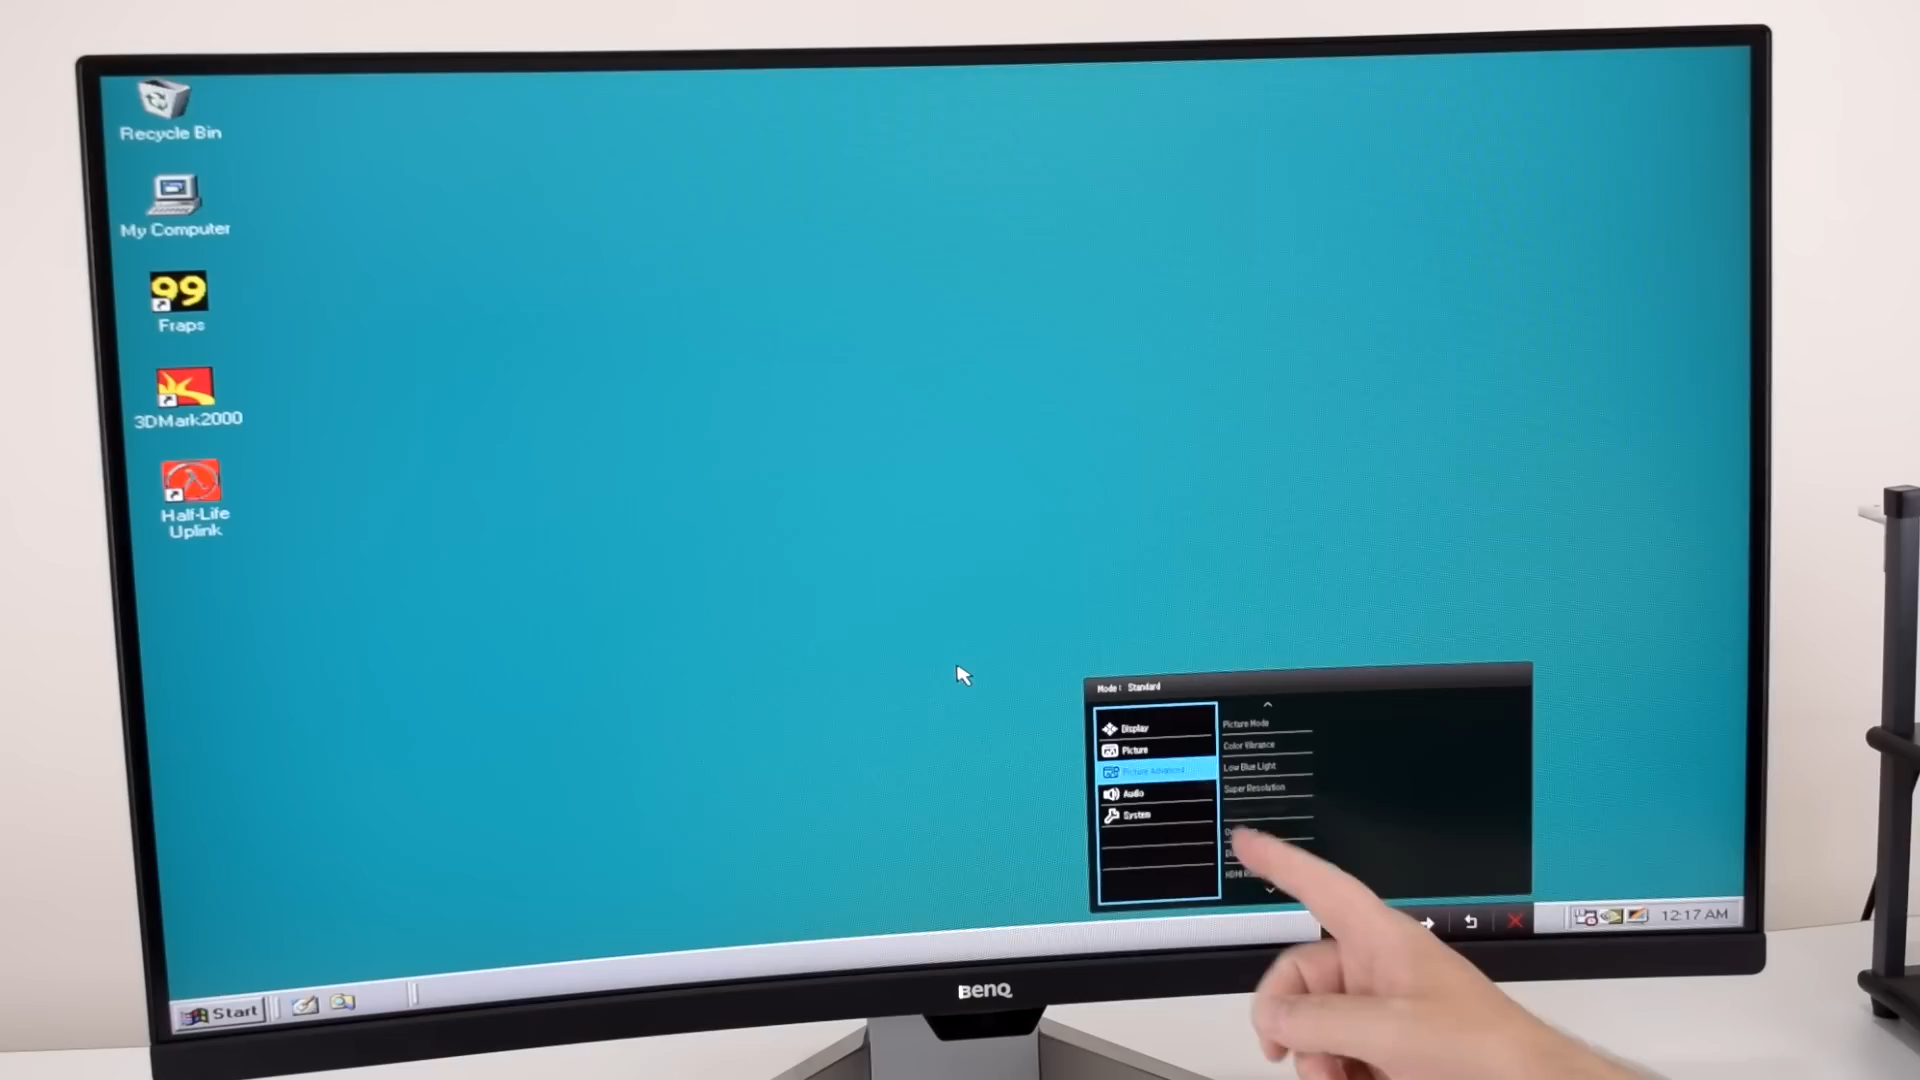 Recycle Bin
My Computer
99
Fraps
3DMark2000
Half-Life
Uplink
Mode: Standard
Display
Picture
Picture Advanced
Audio
System
Picture Mode
Color Vibrance
Low Blue Light
Super Resolution
HDMI
Start
12:17 AM
BenQ